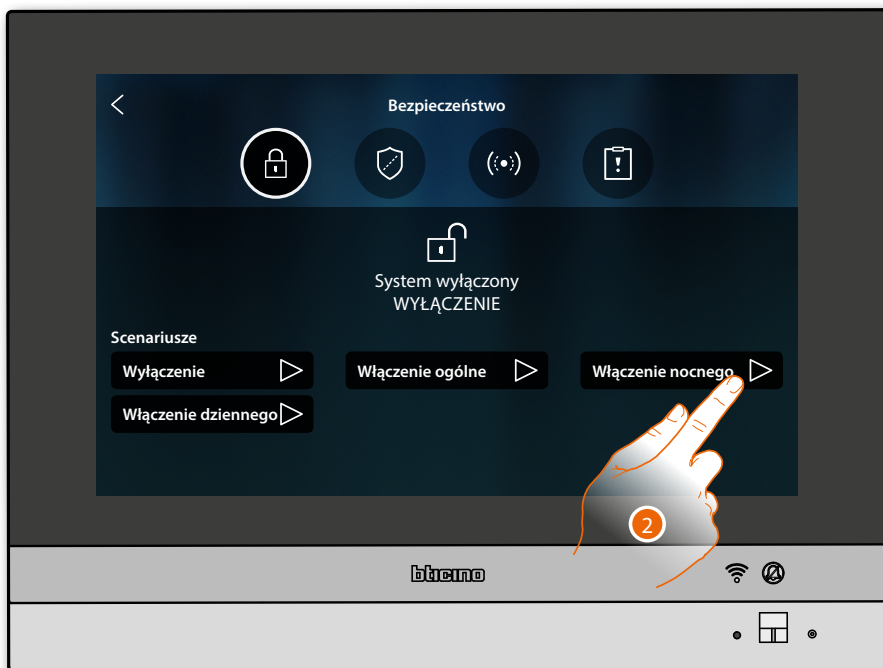 Bezpieczeństwo
System wyłączony
WYŁĄCZENIE
Scenariusze
Wyłączenie
Włączenie ogólne
Włączenie nocnego
Włączenie dziennego
2
bticino